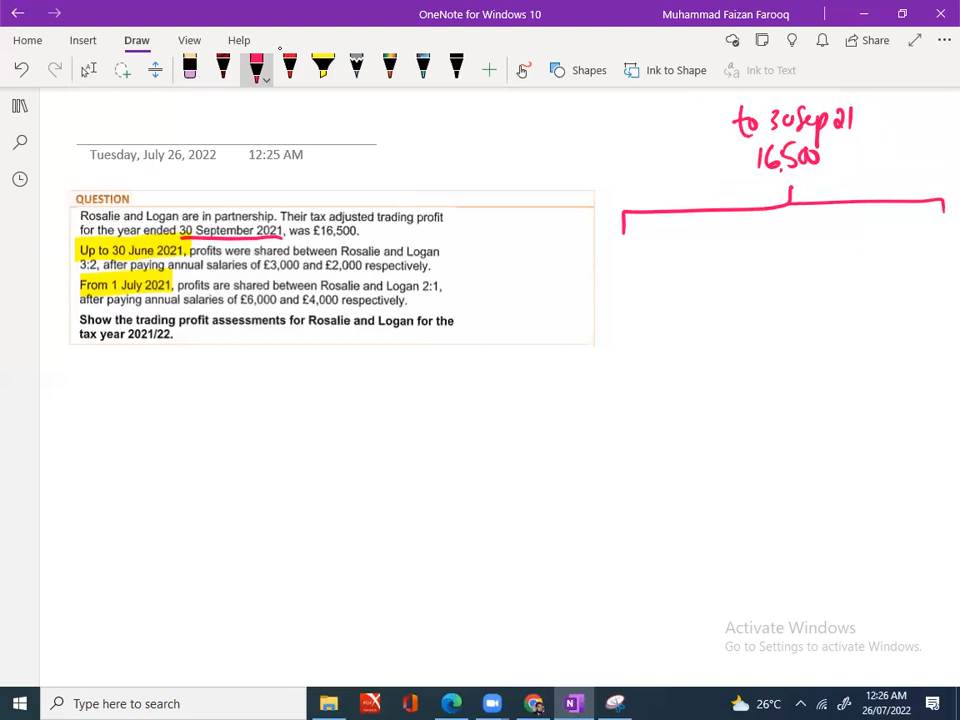 OneNote for Windows 10
Muhammad Faizan Farooq
Home
Insert
Draw
View
Help
Share
Shapes
Ink to Shape
Ink to Text
to 30 Sep 21
16,500
Tuesday, July 26, 2022 12:25 AM
QUESTION
Rosalie and Logan are in partnership. Their tax adjusted trading profit
for the year ended 30 September 2021, was £16,500.
Up to 30 June 2021, profits were shared between Rosalie and Logan
3:2, after paying annual salaries of £3,000 and £2,000 respectively.
From 1 July 2021, profits are shared between Rosalie and Logan 2:1,
after paying annual salaries of £6,000 and £4,000 respectively.
Show the trading profit assessments for Rosalie and Logan for the
tax year 2021/22.
Activate Windows
Go to Settings to activate Windows.
Type here to search
26°C
12:26 AM
26/07/2022